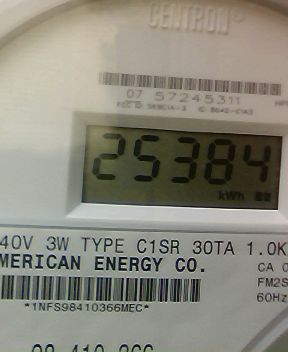 CENTRON®
07 57245311
25384
kWh
40V 3W TYPE C1SR 30TA 1.0K
MERICAN ENERGY CO.
CA 0
FM2S
60Hz
*1NFS98410366MEC*